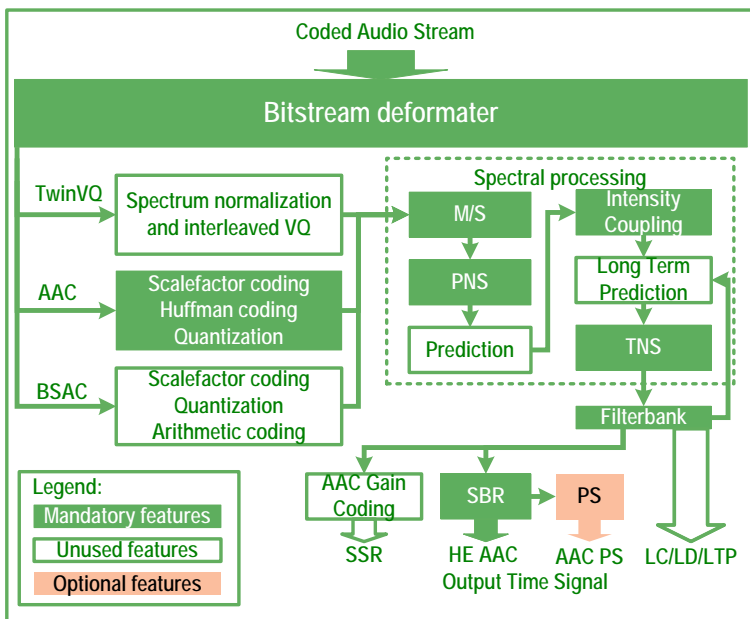 Coded Audio Stream
Bitstream deformater
TwinVQ
Spectrum normalization
and interleaved VQ
AAC
Scalefactor coding
Huffman coding
Quantization
BSAC
Scalefactor coding
Quantization
Arithmetic coding
Spectral processing
M/S
PNS
Prediction
Intensity
Coupling
Long Term
Prediction
TNS
Filterbank
AAC Gain
Coding
SBR
PS
SSR
HE AAC
AAC PS
LC/LD/LTP
Output Time Signal
Legend:
Mandatory features
Unused features
Optional features